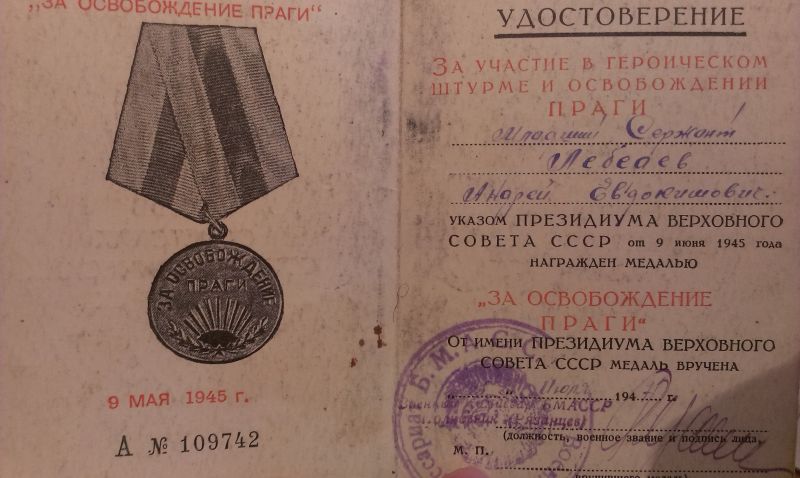 „ЗА ОСВОБОЖДЕНИЕ ПРАГИ“
ЗА ОСВОБОЖДЕНИЕ
ПРАГИ
9 МАЯ 1945 г.
А № 109742
УДОСТОВЕРЕНИЕ
ЗА УЧАСТИЕ В ГЕРОИЧЕСКОМ
ШТУРМЕ И ОСВОБОЖДЕНИИ
ПРАГИ
Младший Сержант
Лебедев
Андрей Евдокимович
УКАЗОМ ПРЕЗИДИУМА ВЕРХОВНОГО
СОВЕТА СССР от 9 июня 1945 года
НАГРАЖДЕН МЕДАЛЬЮ
„ЗА ОСВОБОЖДЕНИЕ
ПРАГИ“
От имени ПРЕЗИДИУМА ВЕРХОВНОГО
СОВЕТА СССР МЕДАЛЬ ВРУЧЕНА
194
БМАССР
(должность, военное звание и подпись лица,
М. П.